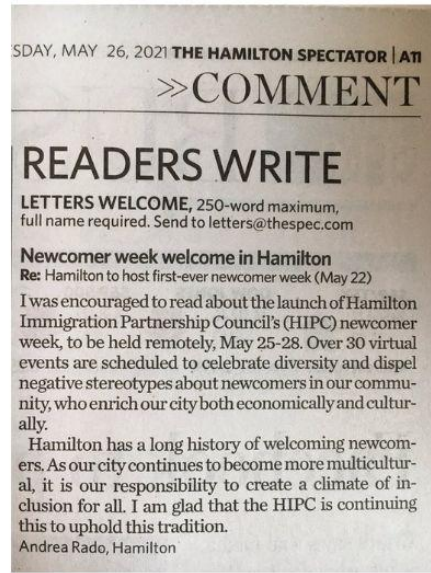 SDAY, MAY 26, 2021 THE HAMILTON SPECTATOR | A11
>>COMMENT
READERS WRITE
LETTERS WELCOME, 250-word maximum,
full name required. Send to letters@thespec.com
Newcomer week welcome in Hamilton
Re: Hamilton to host first-ever newcomer week (May 22)
I was encouraged to read about the launch of Hamilton
Immigration Partnership Council's (HIPC) newcomer
week, to be held remotely, May 25-28. Over 30 virtual
events are scheduled to celebrate diversity and dispel
negative stereotypes about newcomers in our commu-
nity, who enrich our city both economically and cultur-
ally.
Hamilton has a long history of welcoming newcom-
ers. As our city continues to become more multicultur-
al, it is our responsibility to create a climate of in-
clusion for all. I am glad that the HIPC is continuing
this to uphold this tradition.
Andrea Rado, Hamilton